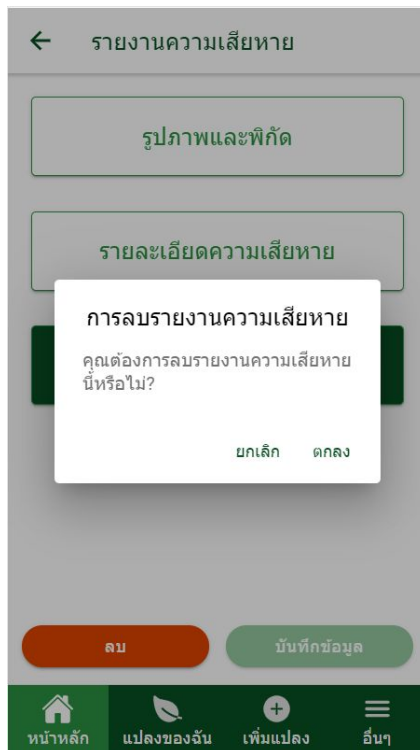 รายงานความเสียหาย
รูปภาพและพิกัด
รายละเอียดความเสียหาย
การลบรายงานความเสียหาย
คุณต้องการลบรายงานความเสียหาย
นี้หรือไม่?
ยกเลิก ตกลง
ลบ บันทึกข้อมูล
หน้าหลัก แปลงของฉัน เพิ่มแปลง อื่นๆ